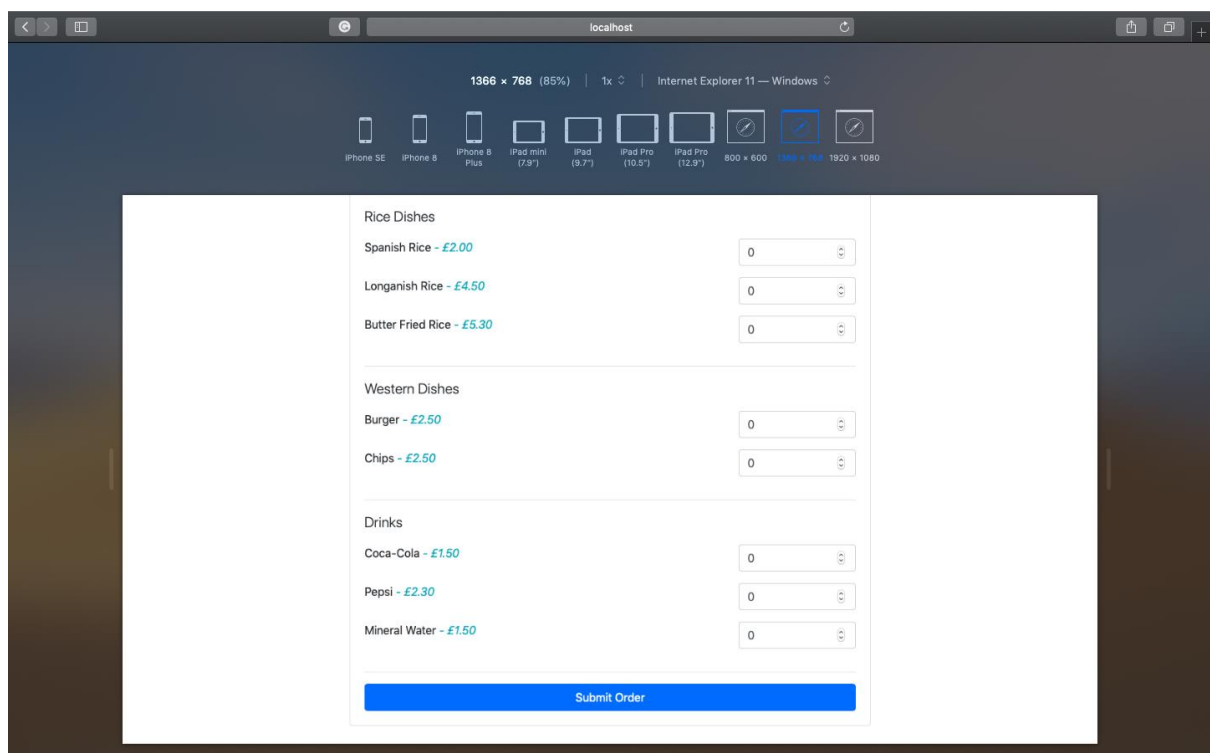 localhost
1366 × 768 (85%) 1x Internet Explorer 11 — Windows
iPhone SE
iPhone 8
iPhone 8
Plus
iPad mini
(7.9")
iPad
(9.7")
iPad Pro
(10.5")
iPad Pro
(12.9")
800 × 600
1366 × 768
1920 × 1080
Rice Dishes
Spanish Rice - £2.00
0
Longanish Rice - £4.50
0
Butter Fried Rice - £5.30
0
Western Dishes
Burger - £2.50
0
Chips - £2.50
0
Drinks
Coca-Cola - £1.50
0
Pepsi - £2.30
0
Mineral Water - £1.50
0
Submit Order